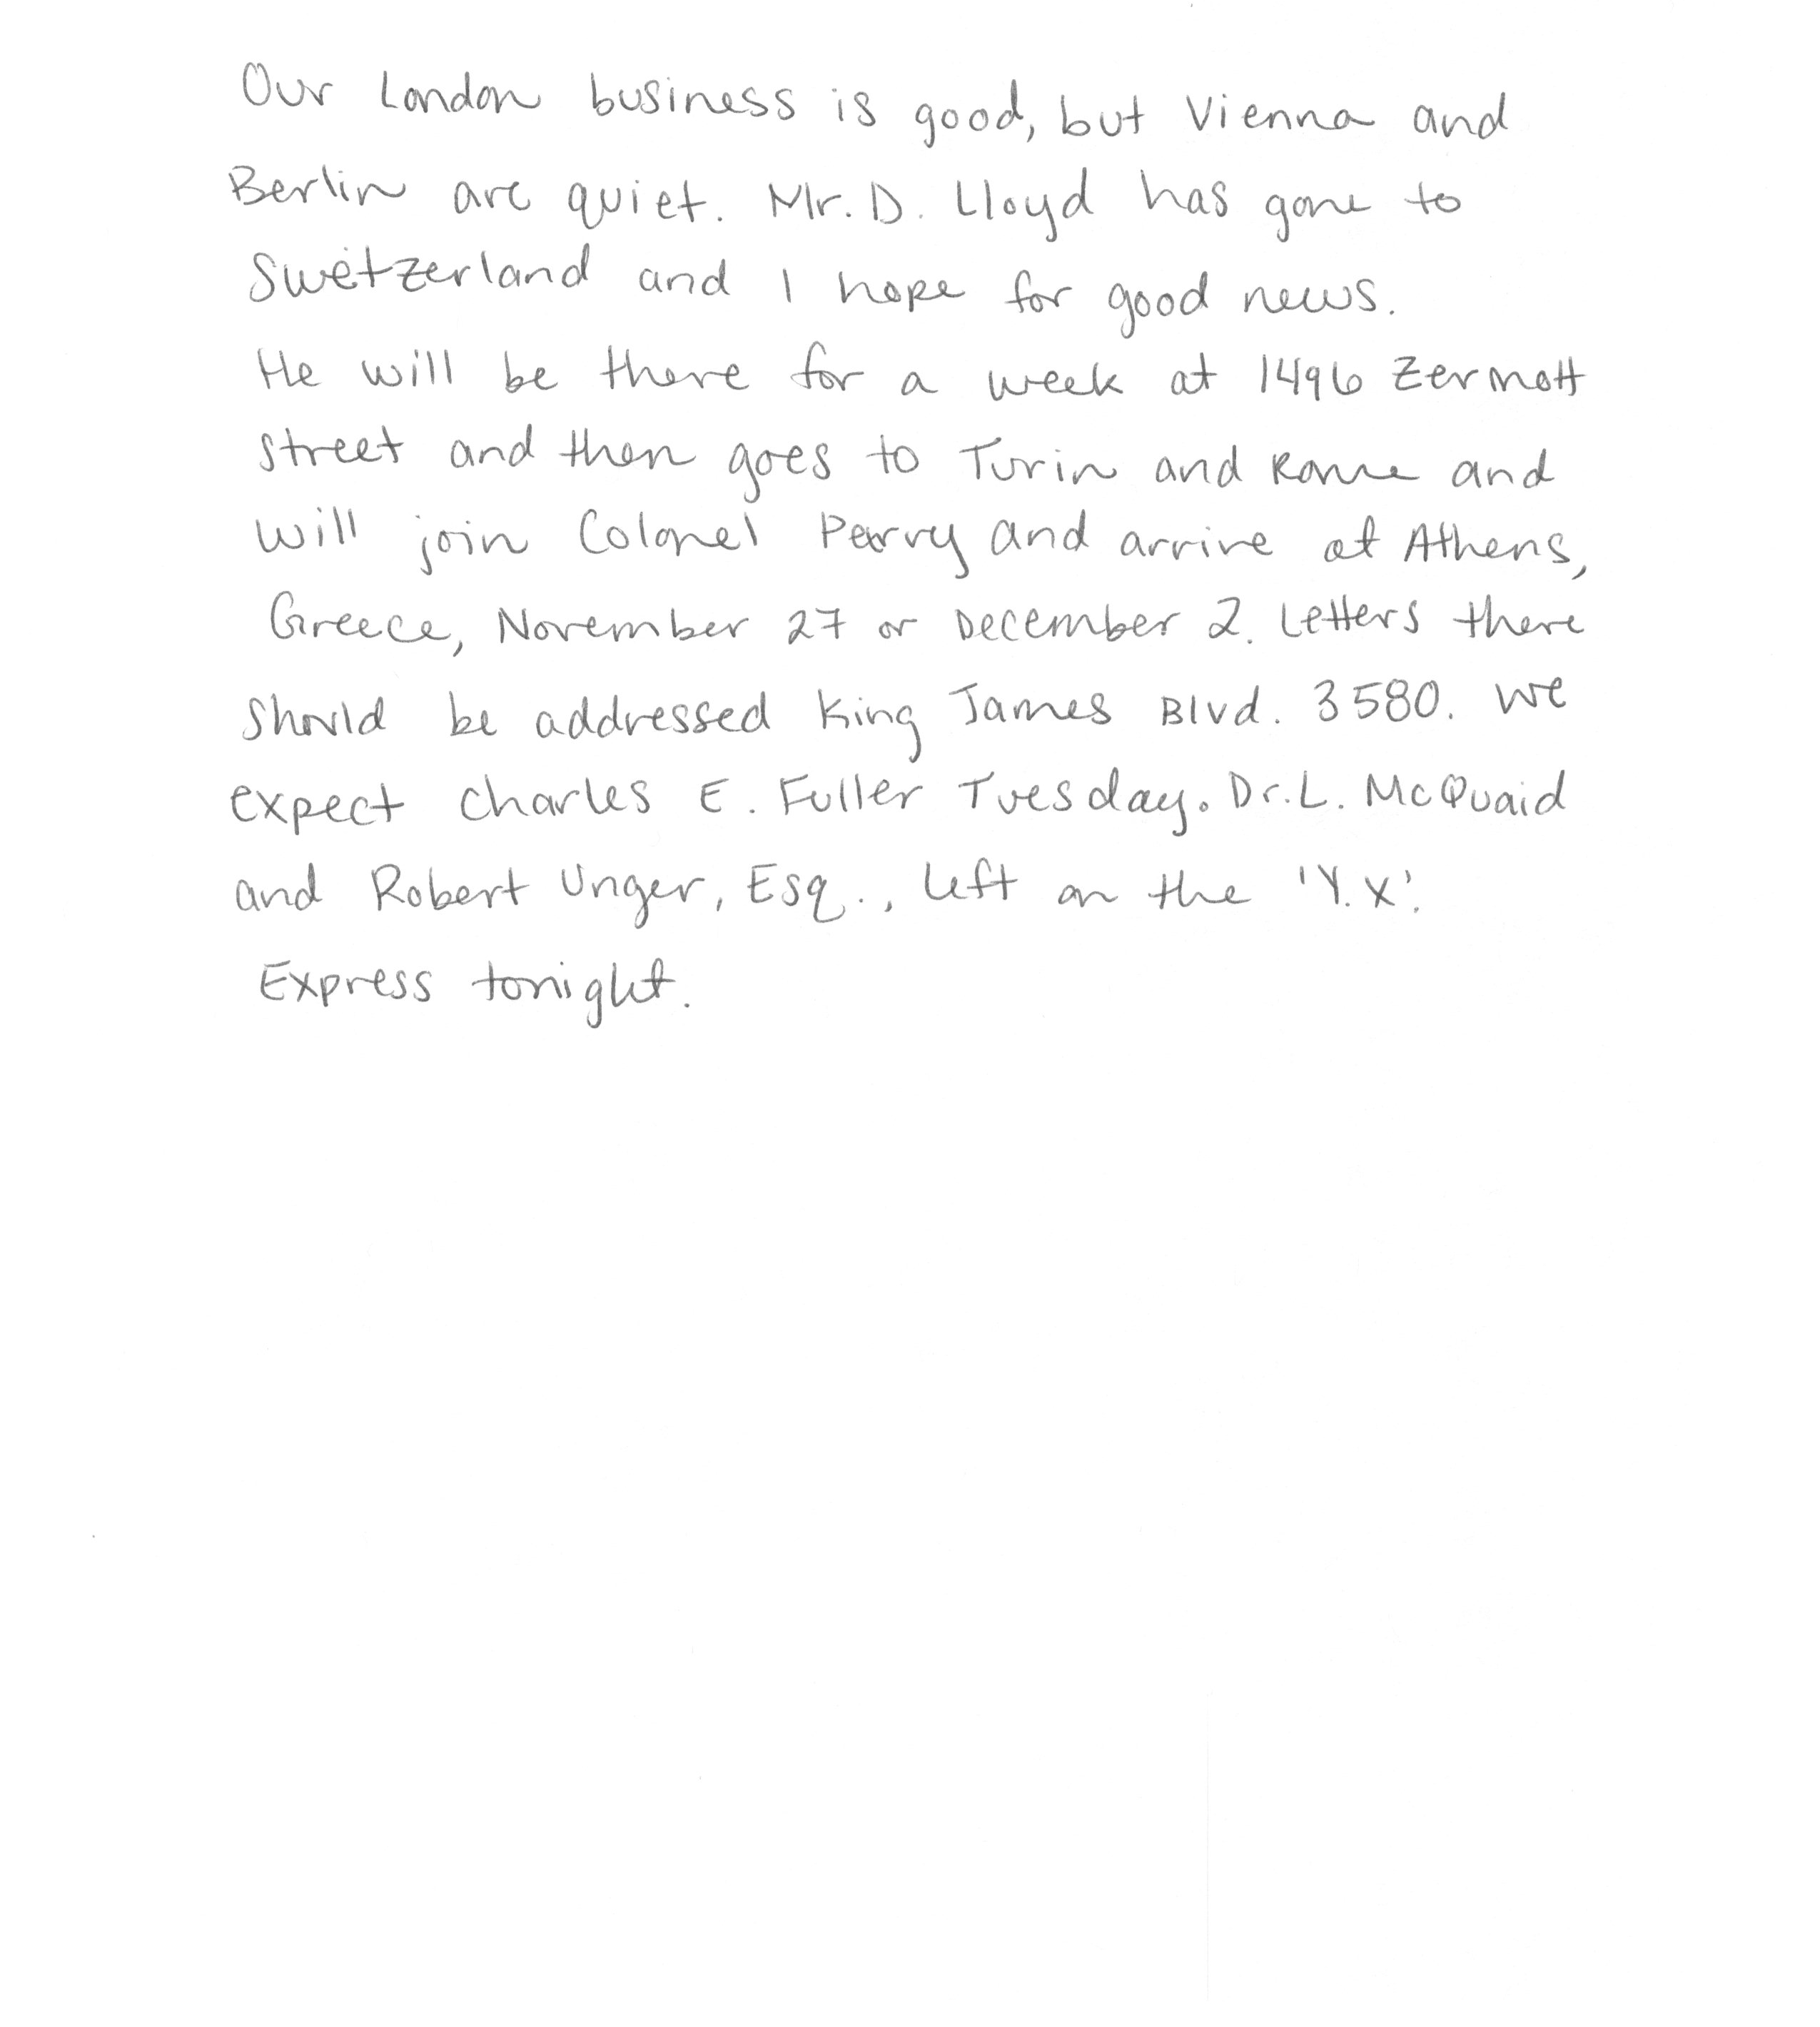 Our London business is good, but Vienna and
Berlin are quiet. Mr. D. Lloyd has gone to
Switzerland and I hope for good news.
He will be there for a week at 1496 Zermott
street and then goes to Turin and Rome and
will join Colonel Parry and arrive at Athens,
Greece, November 27 or December 2. Letters there
should be addressed King James Blvd. 3580. We
expect Charles E. Fuller Tuesday. Dr. L. McQuaid
and Robert Unger, Esq., left on the 'Y.X.'
Express tonight.